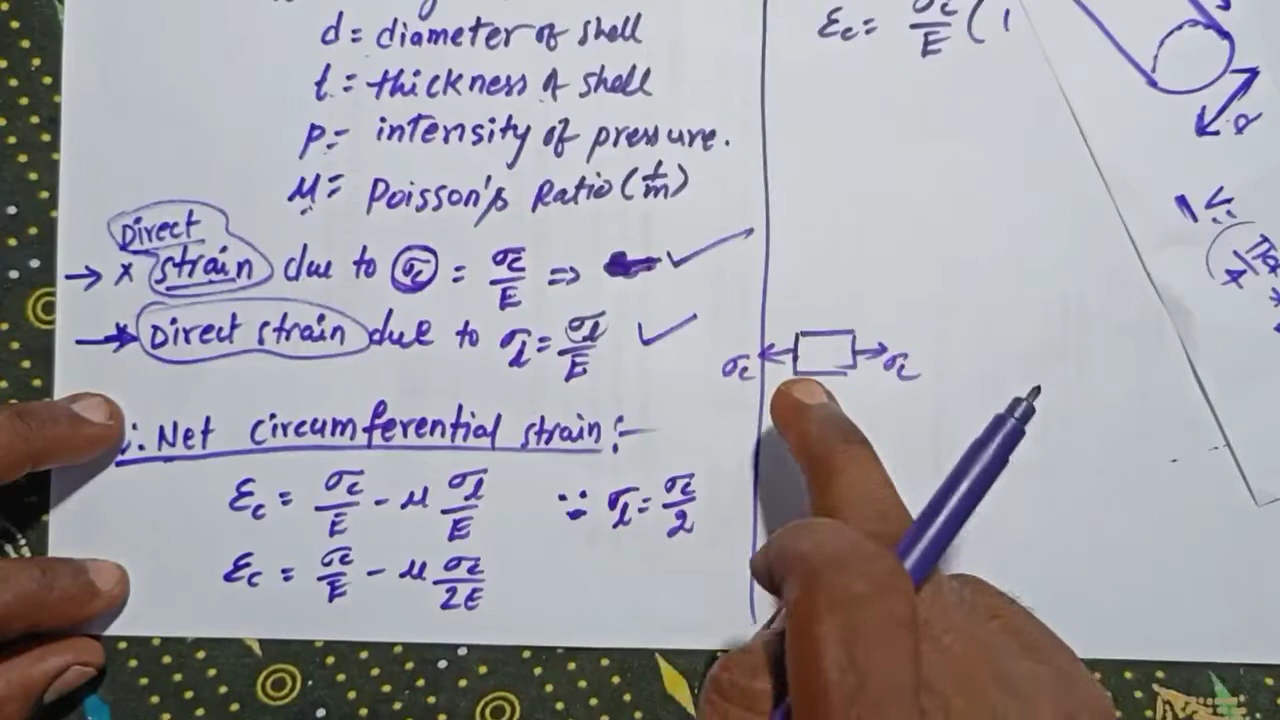 d = diameter of shell
t = thickness of shell
p = intensity of pressure.
μ = Poisson's Ratio (1/m)
Direct
→ × strain due to σc = σc/E ⇒ ✓
→ Direct strain due to σl = σl/E ✓
∴ Net circumferential strain :-
εc = σc/E - μ σl/E ∵ σl = σc/2
εc = σc/E - μ σc/2E
εc = σc/E (1
σc σc
d